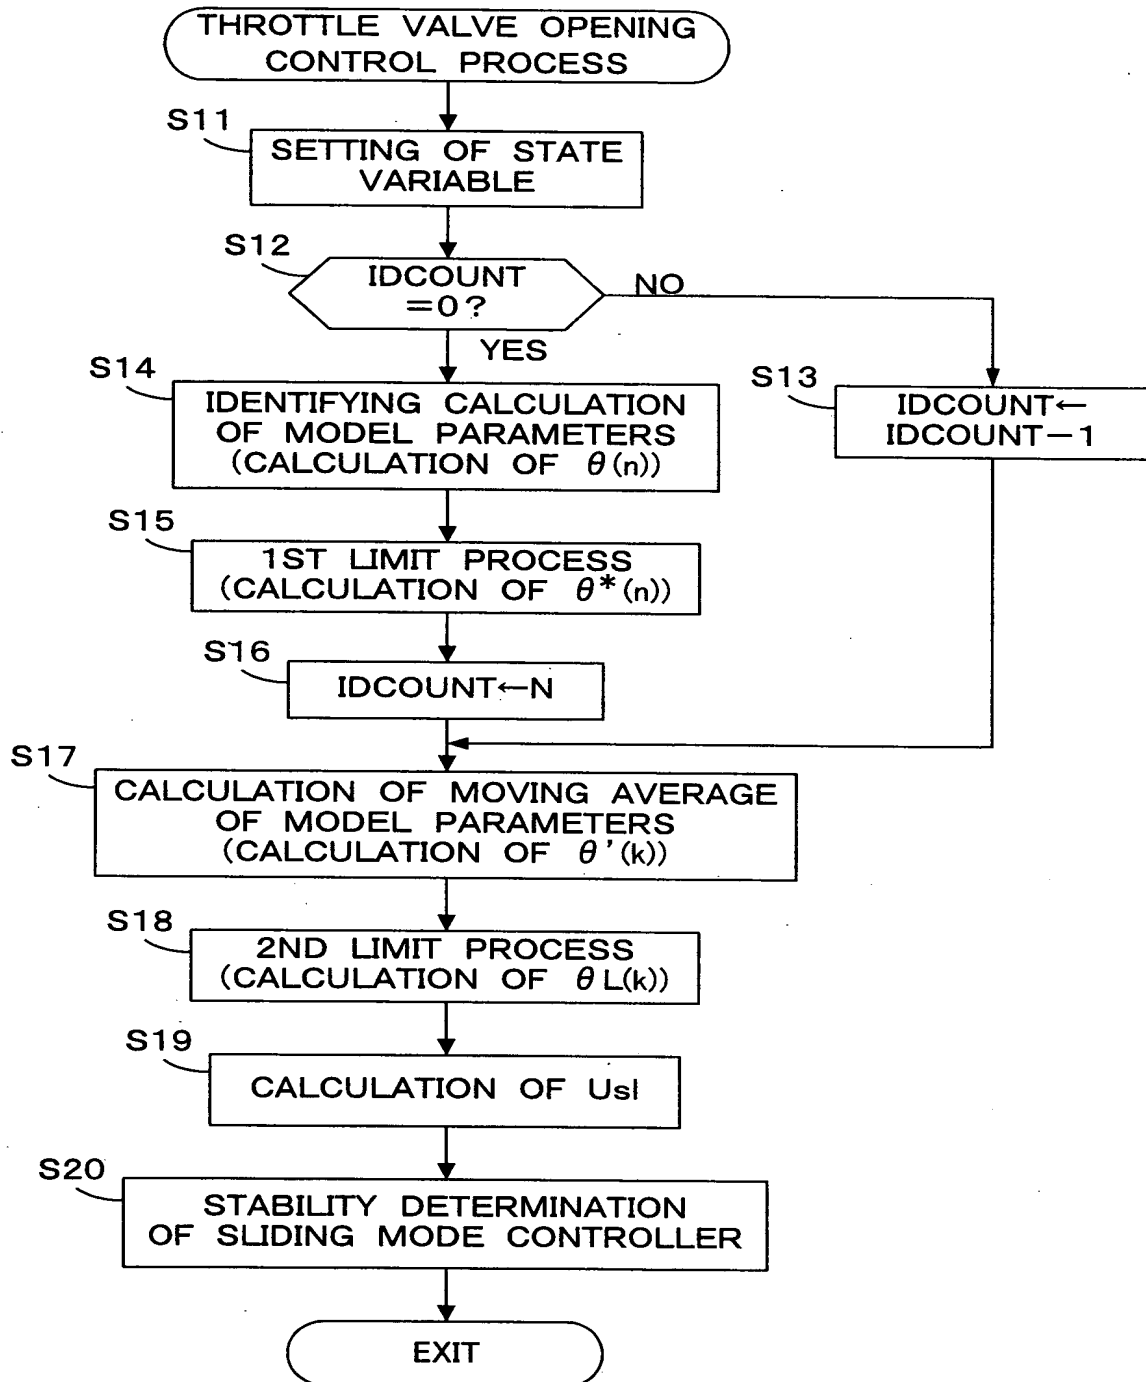 THROTTLE VALVE OPENING
CONTROL PROCESS
S11
SETTING OF STATE
VARIABLE
S12
IDCOUNT
=0?
NO
YES
S14
IDENTIFYING CALCULATION
OF MODEL PARAMETERS
(CALCULATION OF θ(n))
S13
IDCOUNT←
IDCOUNT−1
S15
1ST LIMIT PROCESS
(CALCULATION OF θ*(n))
S16
IDCOUNT←N
S17
CALCULATION OF MOVING AVERAGE
OF MODEL PARAMETERS
(CALCULATION OF θ'(k))
S18
2ND LIMIT PROCESS
(CALCULATION OF θL(k))
S19
CALCULATION OF Usl
S20
STABILITY DETERMINATION
OF SLIDING MODE CONTROLLER
EXIT